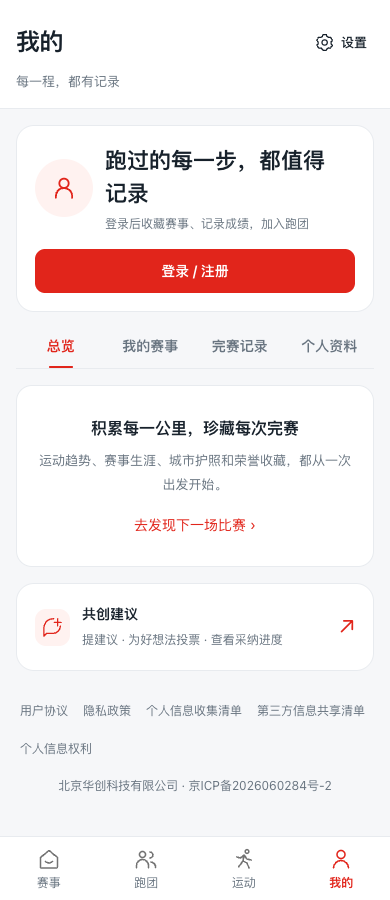 我的
设置
每一程，都有记录
跑过的每一步，都值得
记录
登录后收藏赛事、记录成绩，加入跑团
登录 / 注册
总览 我的赛事 完赛记录 个人资料
积累每一公里，珍藏每次完赛
运动趋势、赛事生涯、城市护照和荣誉收藏，都从一次
出发开始。
去发现下一场比赛 ›
共创建议
提建议 · 为好想法投票 · 查看采纳进度
用户协议 隐私政策 个人信息收集清单 第三方信息共享清单
个人信息权利
北京华创科技有限公司 · 京ICP备2026060284号-2
赛事 跑团 运动 我的